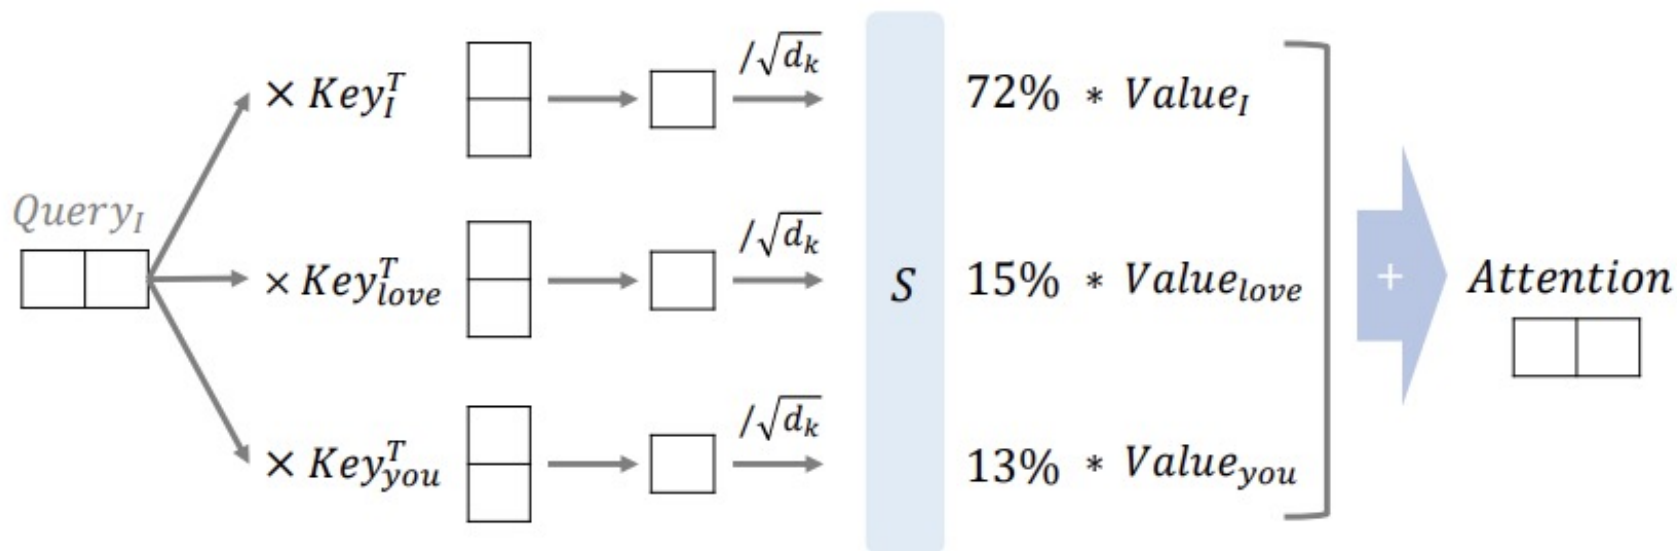 /√d_k
× Key_I^T
72% * Value_I
Query_I
/√d_k
× Key_love^T
S
15% * Value_love
+
Attention
/√d_k
× Key_you^T
13% * Value_you